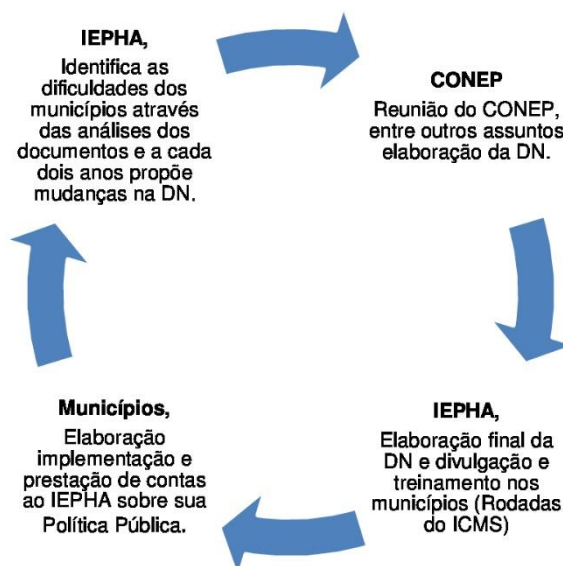 IEPHA,
Identifica as
dificuldades dos
municípios através
das análises dos
documentos e a cada
dois anos propõe
mudanças na DN.
CONEP
Reunião do CONEP,
entre outros assuntos
elaboração da DN.
IEPHA,
Elaboração final da
DN e divulgação e
treinamento nos
municípios (Rodadas
do ICMS)
Municípios,
Elaboração
implementação e
prestação de contas
ao IEPHA sobre sua
Política Pública.